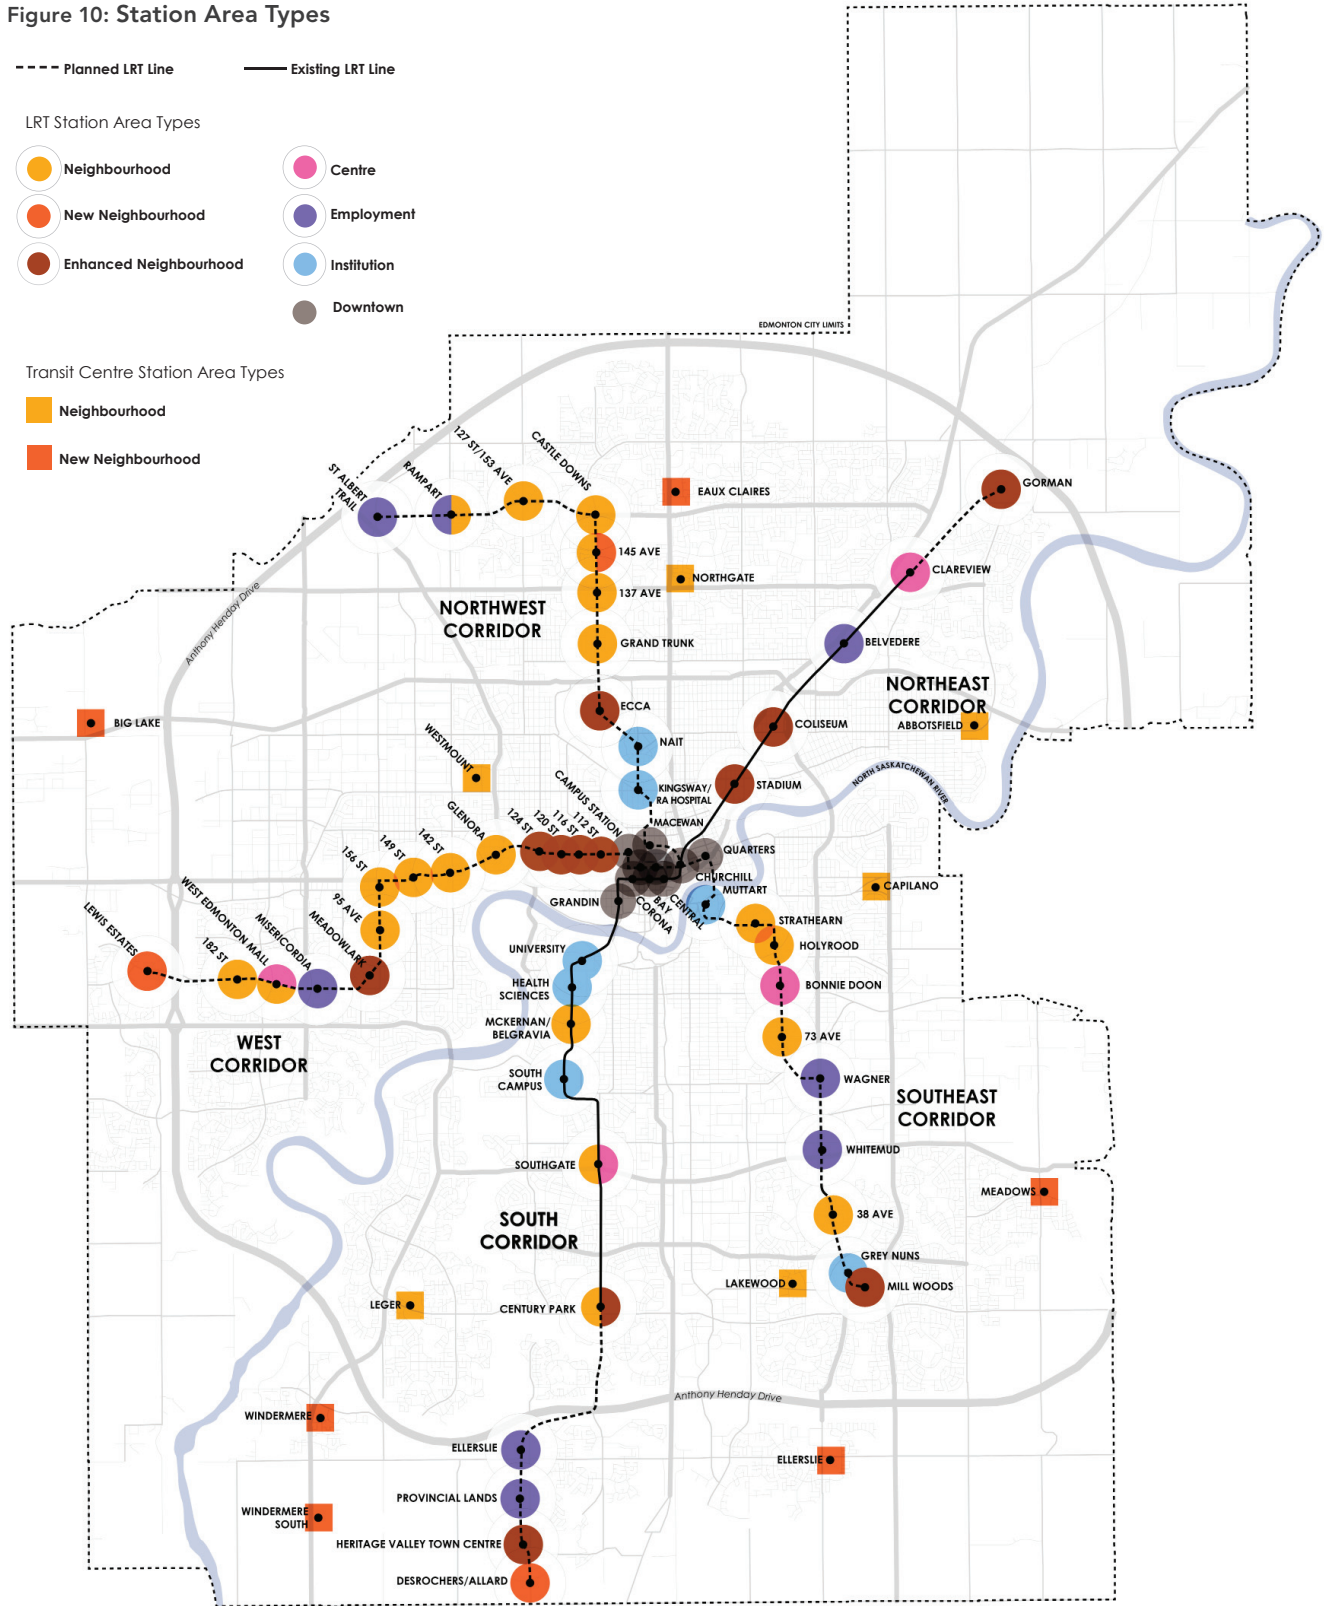 Figure 10: Station Area Types
Planned LRT Line
Existing LRT Line
LRT Station Area Types
Neighbourhood
Centre
New Neighbourhood
Employment
Enhanced Neighbourhood
Institution
Downtown
Transit Centre Station Area Types
Neighbourhood
New Neighbourhood
EDMONTON CITY LIMITS
ST ALBERT
TRAIL
RAMPART
127 ST/153 AVE
CASTLE DOWNS
EAUX CLAIRES
GORMAN
145 AVE
CLAREVIEW
NORTHGATE
137 AVE
Anthony Henday Drive
NORTHWEST
CORRIDOR
GRAND TRUNK
BELVEDERE
NORTHEAST
CORRIDOR
ECCA
ABBOTSFIELD
BIG LAKE
COLISEUM
NAIT
WESTMOUNT
STADIUM
NORTH SASKATCHEWAN RIVER
KINGSWAY/
RA HOSPITAL
CAMPUS STATION
MACEWAN
GLENORA
124 ST
120 ST
116 ST
112 ST
QUARTERS
142 ST
149 ST
156 ST
CHURCHILL
MUTTART
CAPILANO
GRANDIN
CORONA
BAY
CENTRAL
95 AVE
STRATHEARN
LEWIS ESTATES
182 ST
WEST EDMONTON MALL
MISERICORDIA
MEADOWLARK
HOLYROOD
UNIVERSITY
HEALTH
SCIENCES
BONNIE DOON
MCKERNAN/
BELGRAVIA
73 AVE
WEST
CORRIDOR
SOUTH
CAMPUS
WAGNER
SOUTHEAST
CORRIDOR
WHITEMUD
SOUTHGATE
MEADOWS
SOUTH
CORRIDOR
38 AVE
GREY NUNS
LAKEWOOD
MILL WOODS
LEGER
CENTURY PARK
Anthony Henday Drive
WINDERMERE
ELLERSLIE
ELLERSLIE
PROVINCIAL LANDS
WINDERMERE
SOUTH
HERITAGE VALLEY TOWN CENTRE
DESROCHERS/ALLARD